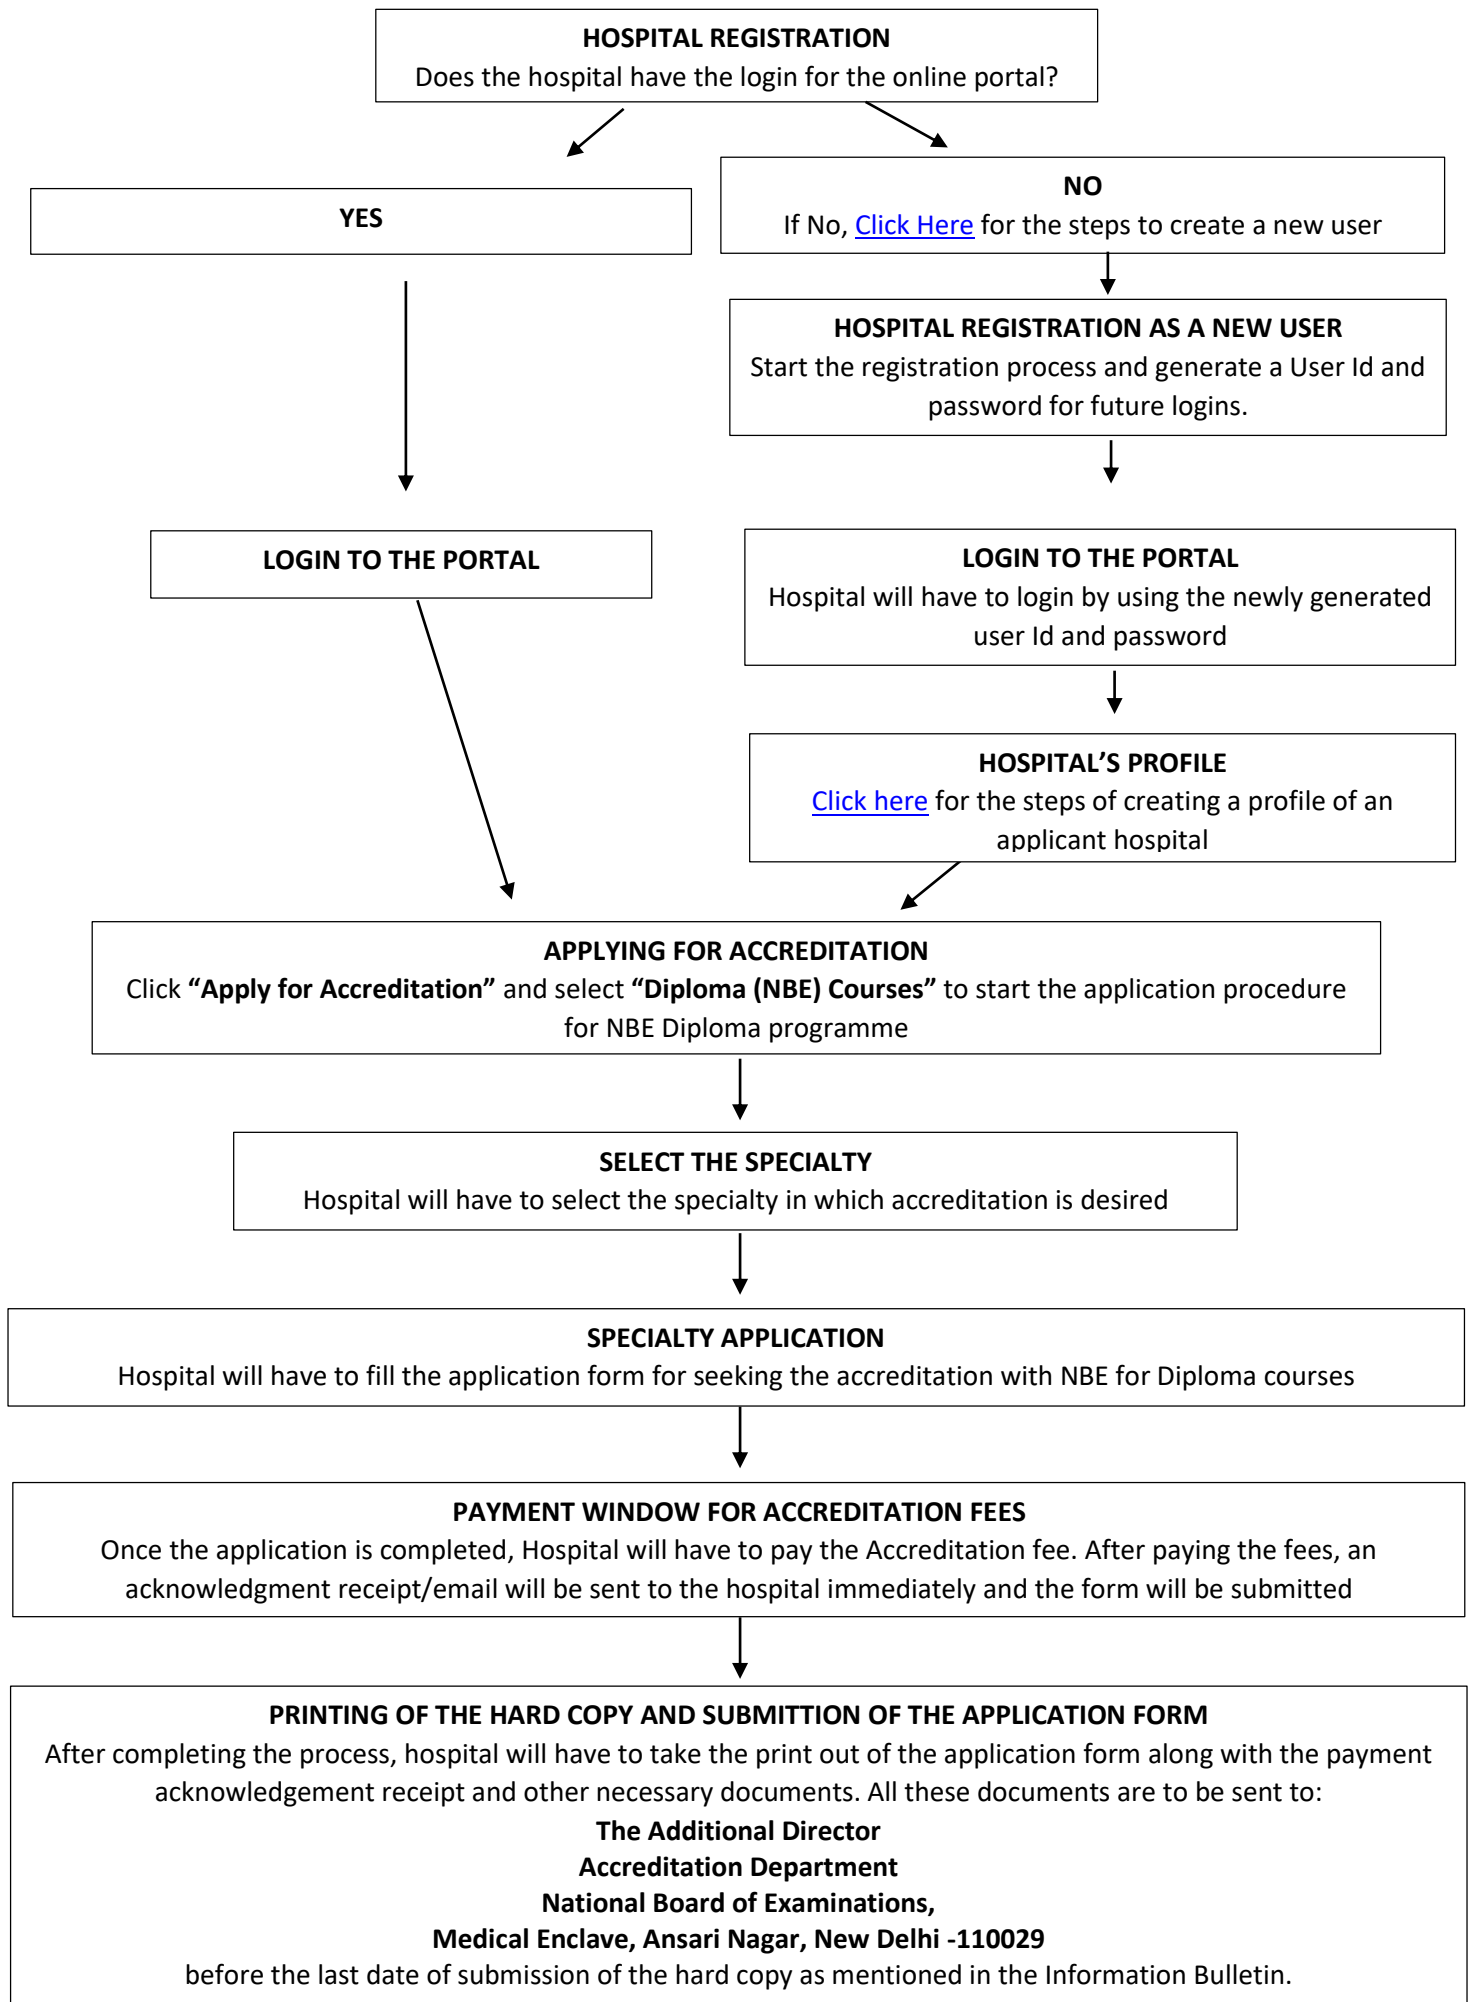 HOSPITAL REGISTRATION
Does the hospital have the login for the online portal?
YES
NO
If No, Click Here for the steps to create a new user
HOSPITAL REGISTRATION AS A NEW USER
Start the registration process and generate a User Id and
password for future logins.
LOGIN TO THE PORTAL
LOGIN TO THE PORTAL
Hospital will have to login by using the newly generated
user Id and password
HOSPITAL’S PROFILE
Click here for the steps of creating a profile of an
applicant hospital
APPLYING FOR ACCREDITATION
Click “Apply for Accreditation” and select “Diploma (NBE) Courses” to start the application procedure
for NBE Diploma programme
SELECT THE SPECIALTY
Hospital will have to select the specialty in which accreditation is desired
SPECIALTY APPLICATION
Hospital will have to fill the application form for seeking the accreditation with NBE for Diploma courses
PAYMENT WINDOW FOR ACCREDITATION FEES
Once the application is completed, Hospital will have to pay the Accreditation fee. After paying the fees, an
acknowledgment receipt/email will be sent to the hospital immediately and the form will be submitted
PRINTING OF THE HARD COPY AND SUBMITTION OF THE APPLICATION FORM
After completing the process, hospital will have to take the print out of the application form along with the payment
acknowledgement receipt and other necessary documents. All these documents are to be sent to:
The Additional Director
Accreditation Department
National Board of Examinations,
Medical Enclave, Ansari Nagar, New Delhi -110029
before the last date of submission of the hard copy as mentioned in the Information Bulletin.